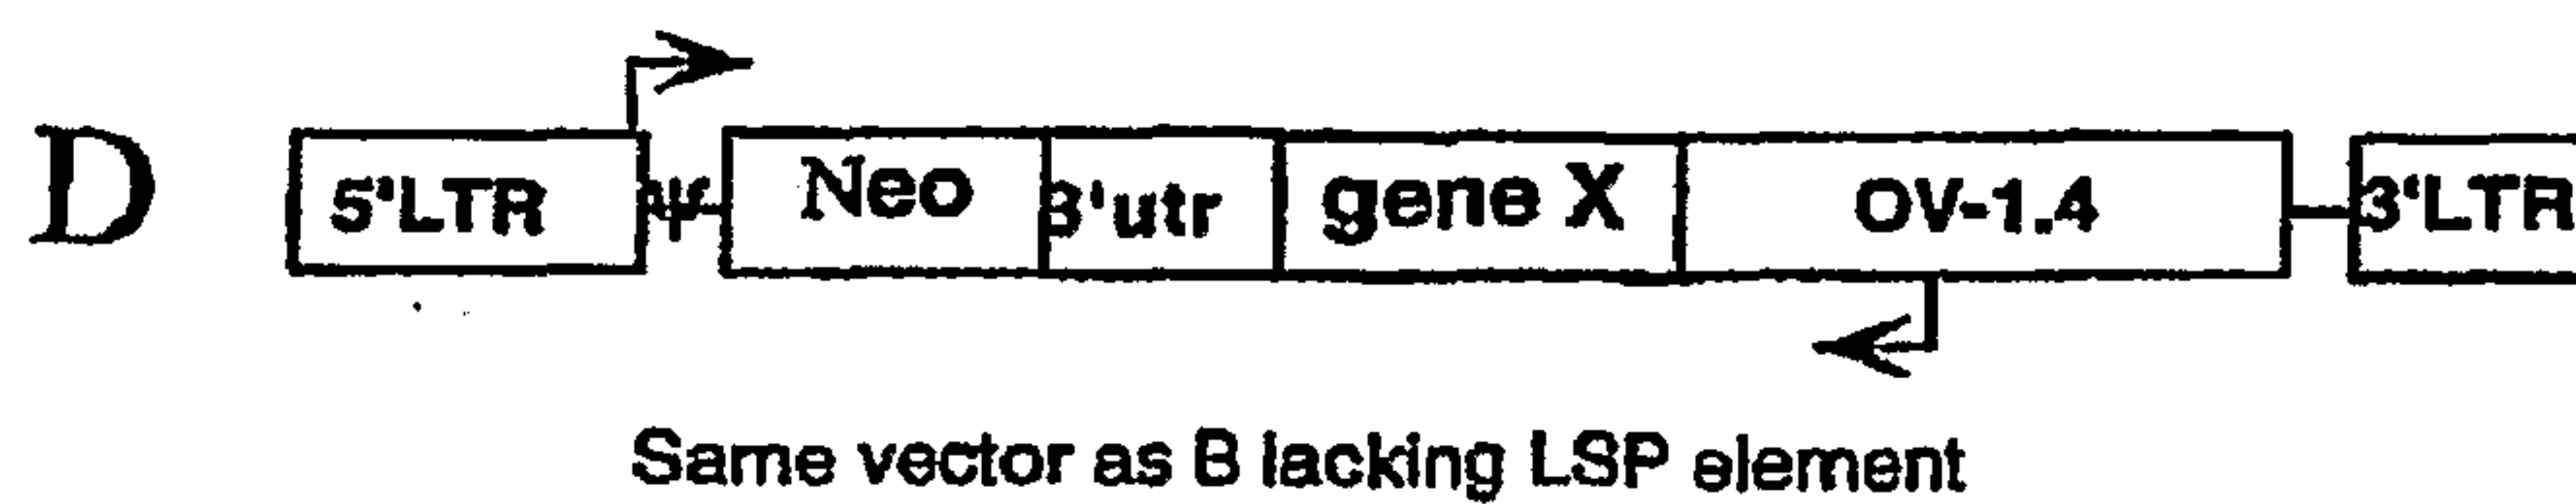 D 5'LTR ψ Neo 3'utr gene X OV-1.4 3'LTR
Same vector as B lacking LSP element